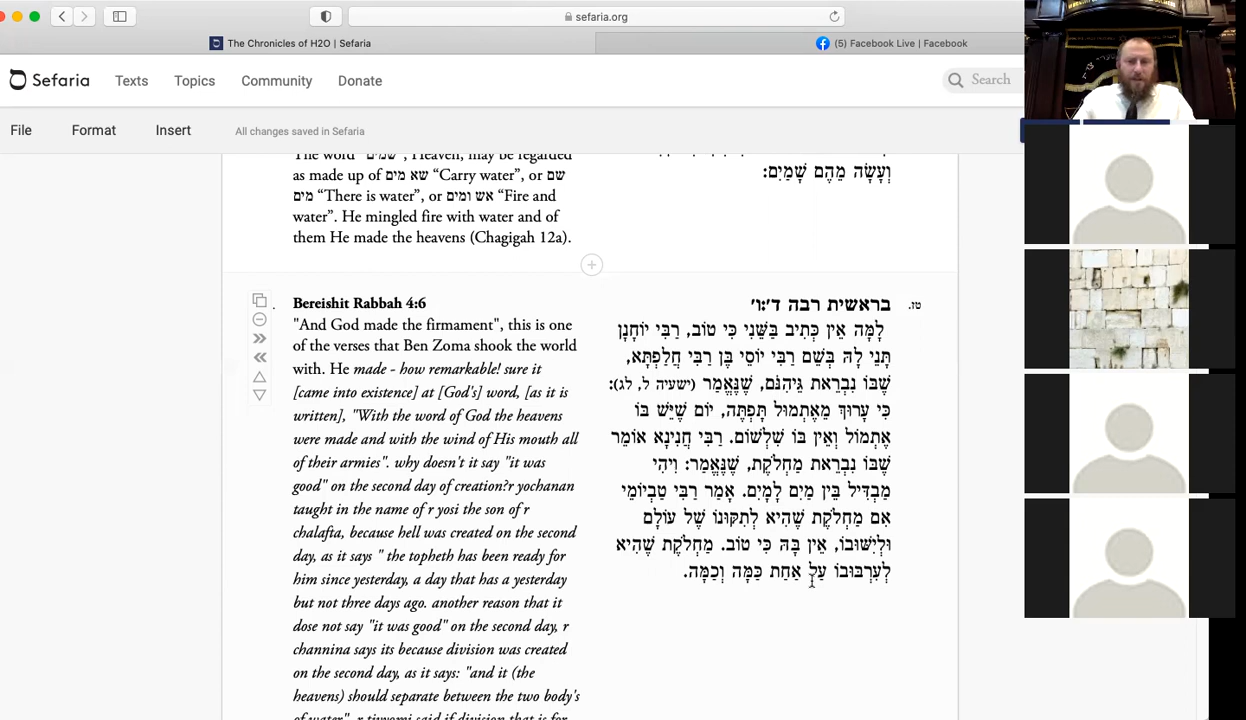 sefaria.org
The Chronicles of H2O | Sefaria
(5) Facebook Live | Facebook
Sefaria
Texts
Topics
Community
Donate
Search
File
Format
Insert
All changes saved in Sefaria
The word "שמים", Heaven, may be regarded
as made up of שא מים "Carry water", or שם
מים "There is water", or אש ומים "Fire and
water". He mingled fire with water and of
them He made the heavens (Chagigah 12a).
וְעָשָׂה מֵהֶם שָׁמַיִם:
Bereishit Rabbah 4:6
"And God made the firmament", this is one
of the verses that Ben Zoma shook the world
with. He made - how remarkable! sure it
[came into existence] at [God's] word, [as it is
written], "With the word of God the heavens
were made and with the wind of His mouth all
of their armies". why doesn't it say "it was
good" on the second day of creation?r yochanan
taught in the name of r yosi the son of r
chalafta, because hell was created on the second
day, as it says " the topheth has been ready for
him since yesterday, a day that has a yesterday
but not three days ago. another reason that it
dose not say "it was good" on the second day, r
channina says its because division was created
on the second day, as it says: "and it (the
heavens) should separate between the two body's
of water". r tivyomi said if division that is for
טז.
בראשית רבה ד׳:ו׳
לָמָּה אֵין כְּתִיב בַּשֵּׁנִי כִּי טוֹב, רַבִּי יוֹחָנָן
תָּנֵי לָהּ בְּשֵׁם רַבִּי יוֹסֵי בֶּן רַבִּי חֲלַפְתָּא,
שֶׁבּוֹ נִבְרֵאת גֵּיהִנֹּם, שֶׁנֶּאֱמַר (ישעיה ל, לג):
כִּי עָרוּךְ מֵאֶתְמוּל תָּפְתֶּה, יוֹם שֶׁיֵּשׁ בּוֹ
אֶתְמוֹל וְאֵין בּוֹ שִׁלְשׁוֹם. רַבִּי חֲנִינָא אוֹמֵר
שֶׁבּוֹ נִבְרֵאת מַחְלֹקֶת, שֶׁנֶּאֱמַר: וִיהִי
מַבְדִּיל בֵּין מַיִם לָמָיִם. אָמַר רַבִּי טַבְיוֹמֵי
אִם מַחְלֹקֶת שֶׁהִיא לְתִקּוּנוֹ שֶׁל עוֹלָם
וּלְיִשּׁוּבוֹ, אֵין בָּהּ כִּי טוֹב. מַחְלֹקֶת שֶׁהִיא
לְעִרְבּוּבוֹ עַל אַחַת כַּמָּה וְכַמָּה.